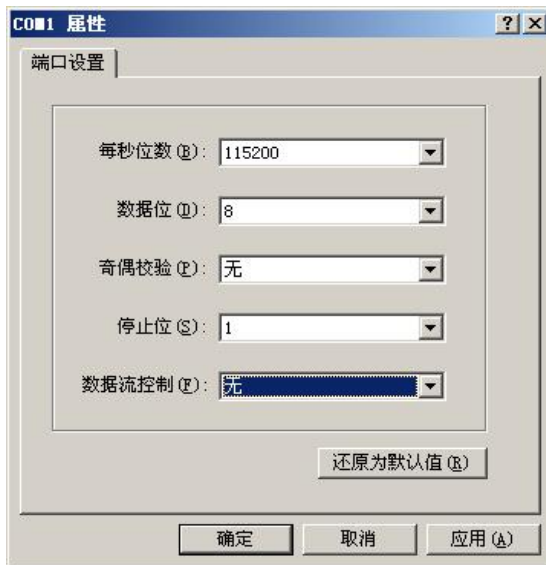 COM1 属性
端口设置
每秒位数(B): 115200
数据位(D): 8
奇偶校验(P): 无
停止位(S): 1
数据流控制(F): 无
还原为默认值(R)
确定 取消 应用(A)